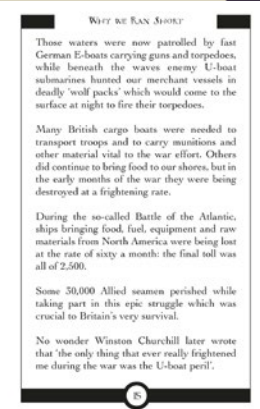 Why we Ran Short
Those waters were now patrolled by fast
German E-boats carrying guns and torpedoes,
while beneath the waves enemy U-boat
submarines hunted our merchant vessels in
deadly 'wolf packs' which would come to the
surface at night to fire their torpedoes.
Many British cargo boats were needed to
transport troops and to carry munitions and
other material vital to the war effort. Others
did continue to bring food to our shores, but in
the early months of the war they were being
destroyed at a frightening rate.
During the so-called Battle of the Atlantic,
ships bringing food, fuel, equipment and raw
materials from North America were being lost
at the rate of sixty a month: the final toll was
all of 2,500.
Some 30,000 Allied seamen perished while
taking part in this epic struggle which was
crucial to Britain's very survival.
No wonder Winston Churchill later wrote
that 'the only thing that ever really frightened
me during the war was the U-boat peril'.
15